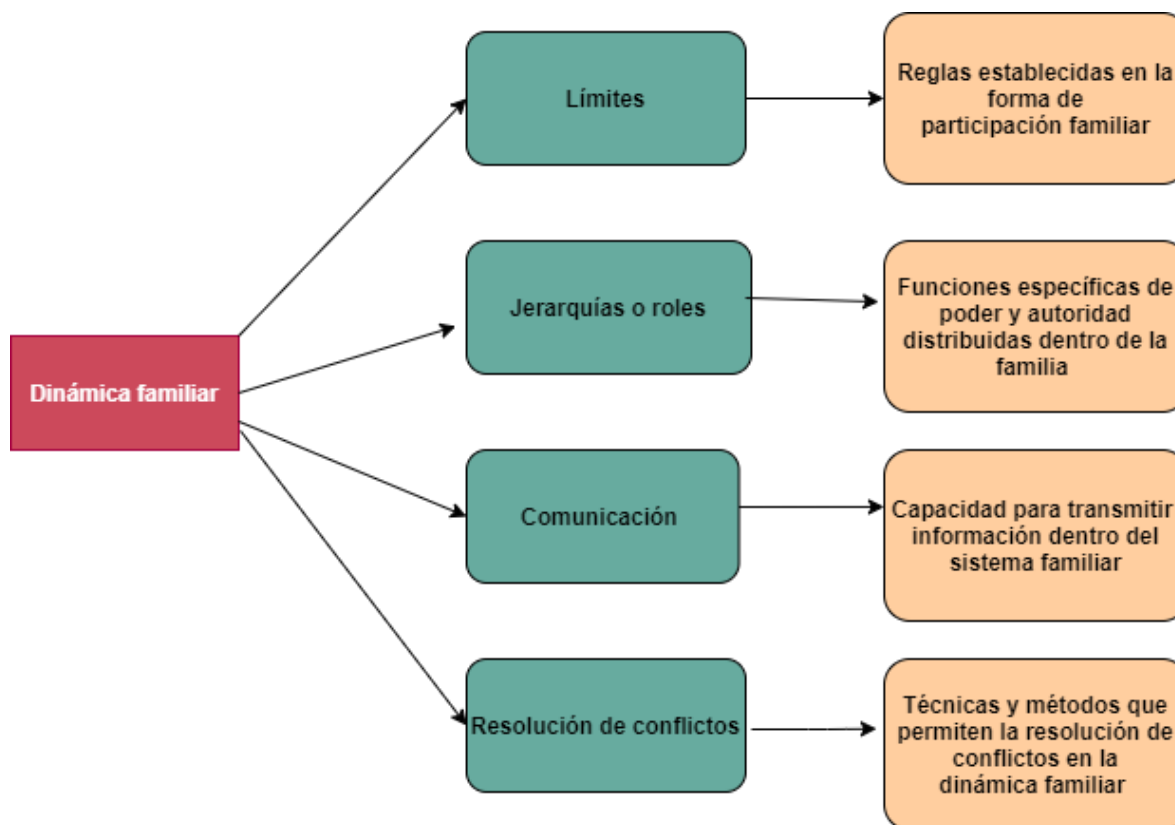 Dinámica familiar
Límites
Reglas establecidas en la
forma de
participación familiar
Jerarquías o roles
Funciones específicas de
poder y autoridad
distribuidas dentro de la
familia
Comunicación
Capacidad para transmitir
información dentro del
sistema familiar
Resolución de conflictos
Técnicas y métodos que
permiten la resolución de
conflictos en la
dinámica familiar